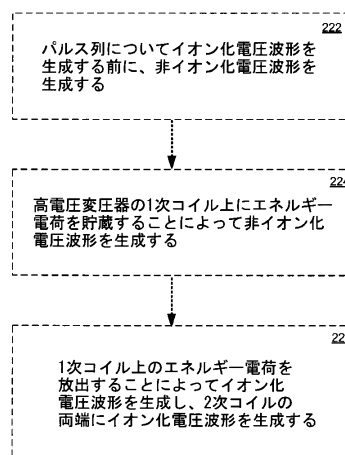 222
パルス列についてイオン化電圧波形を
生成する前に、非イオン化電圧波形を
生成する
224
高電圧変圧器の1次コイル上にエネルギー
電荷を貯蔵することによって非イオン化
電圧波形を生成する
22
1次コイル上のエネルギー電荷を
放出することによってイオン化
電圧波形を生成し、2次コイルの
両端にイオン化電圧波形を生成する